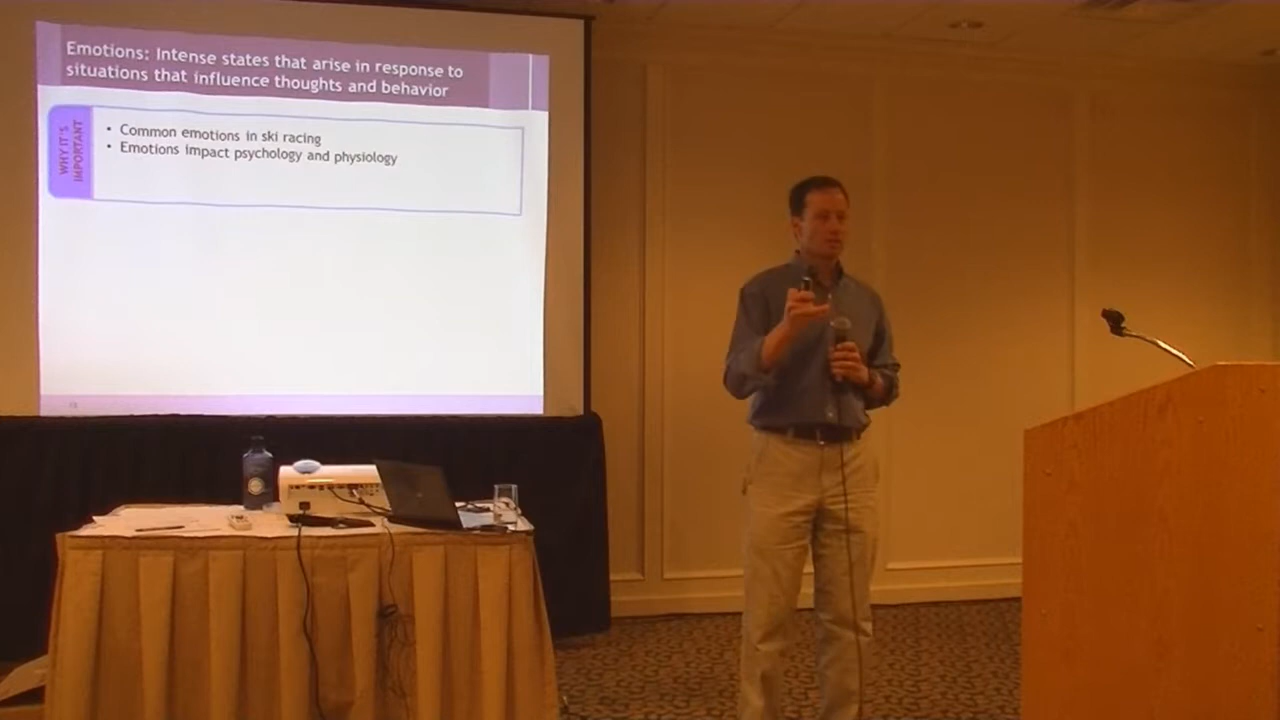 Emotions: Intense states that arise in response to
situations that influence thoughts and behavior
WHY IT'S
IMPORTANT
• Common emotions in ski racing
• Emotions impact psychology and physiology